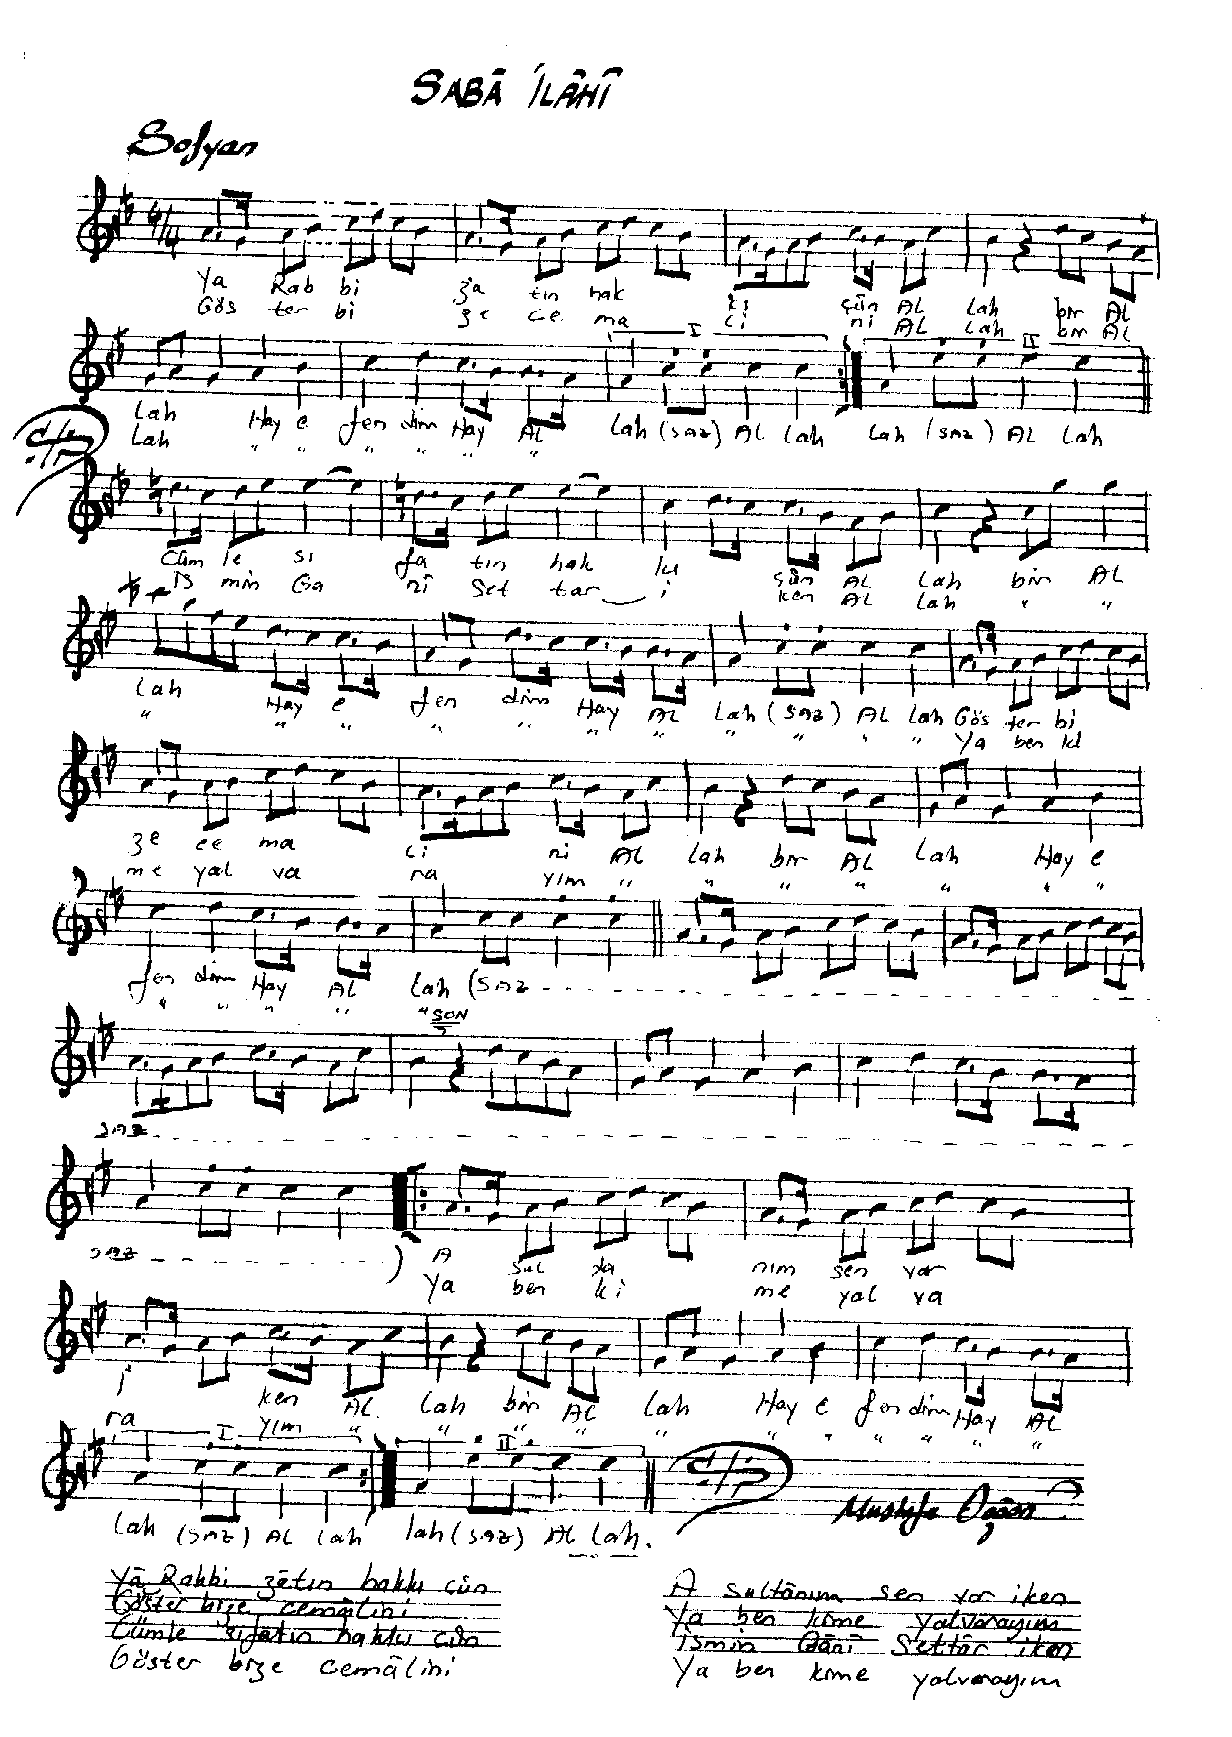 SABÂ İLÂHÎ
Sofyan
4/4
Ya Rab bi za tın hak kı çün AL lah bir AL
Gös ter bi ze ce ma li ni AL lah bir AL
I II
Lah Hay e fen dim Hay AL Lah (SAZ) AL Lah Lah (SAZ) AL Lah
Lah " " " " " "
Cüm le si fa tın hak kı çün AL Lah bir AL
İs min Ga nî Set tar i ken AL lah " "
Lah Hay e fen dim Hay AL Lah (SAZ) AL Lah Gös ter bi
" " " " " " " " " " " Ya ben ki
ze ce ma li ni AL Lah bir AL Lah Hay e
me yal va ra yım " " " " " " "
fen dim Hay AL Lah (SAZ
" " " " "
SON
SAZ
SAZ ) A sul ta nım sen var
Ya ben ki me yal va
i ken AL Lah bir AL Lah Hay e fen dim Hay AL
ra yım " " " " " " " " " " "
I II
Lah (SAZ) AL lah lah (SAZ) AL Lah.
Mustafa
Yâ Rabbi zâtın hakkı çün
Göster bize cemâlini
Cümle sıfatın hakkı çün
Göster bize cemâlini
A sultânım sen var iken
Ya ben kime yalvarayım
İsmin Gânî Settâr iken
Ya ben kime yalvarayım